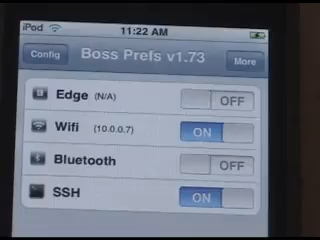 iPod 11:22 AM
Config Boss Prefs v1.73 More
Edge (N/A) OFF
Wifi (10.0.0.7) ON
Bluetooth OFF
SSH ON